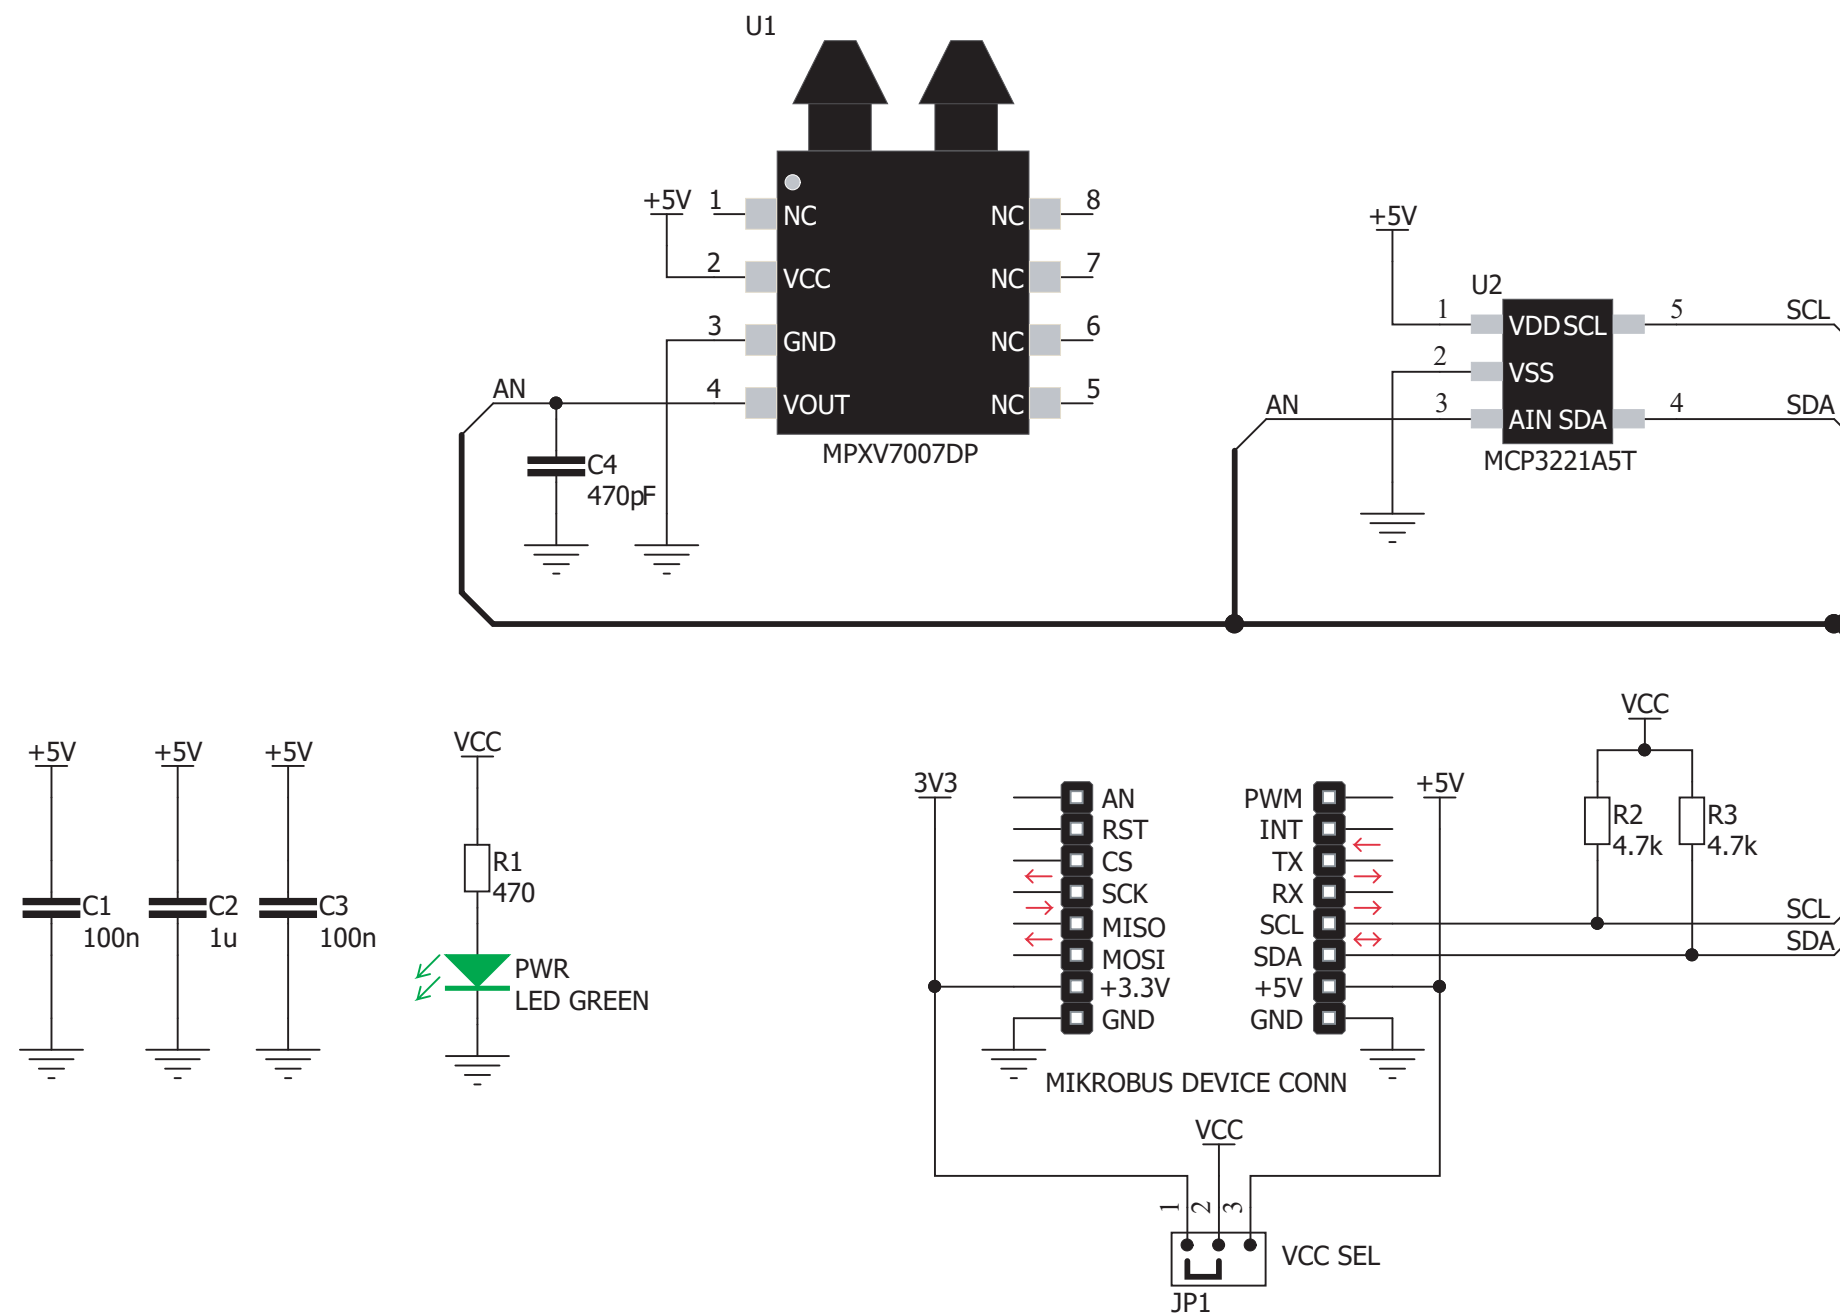 U1
+5V 1 NC NC 8
2 VCC NC 7
3 GND NC 6
AN 4 VOUT NC 5
MPXV7007DP
C4
470pF
+5V
U2
1 VDD SCL 5 SCL
2 VSS
AN 3 AIN SDA 4 SDA
MCP3221A5T
+5V +5V +5V VCC
C1
100n
C2
1u
C3
100n
R1
470
PWR
LED GREEN
3V3 +5V
AN PWM
RST INT
CS TX
SCK RX
MISO SCL
MOSI SDA
+3.3V +5V
GND GND
MIKROBUS DEVICE CONN
VCC
R2
4.7k
R3
4.7k
SCL
SDA
VCC
1 2 3
VCC SEL
JP1